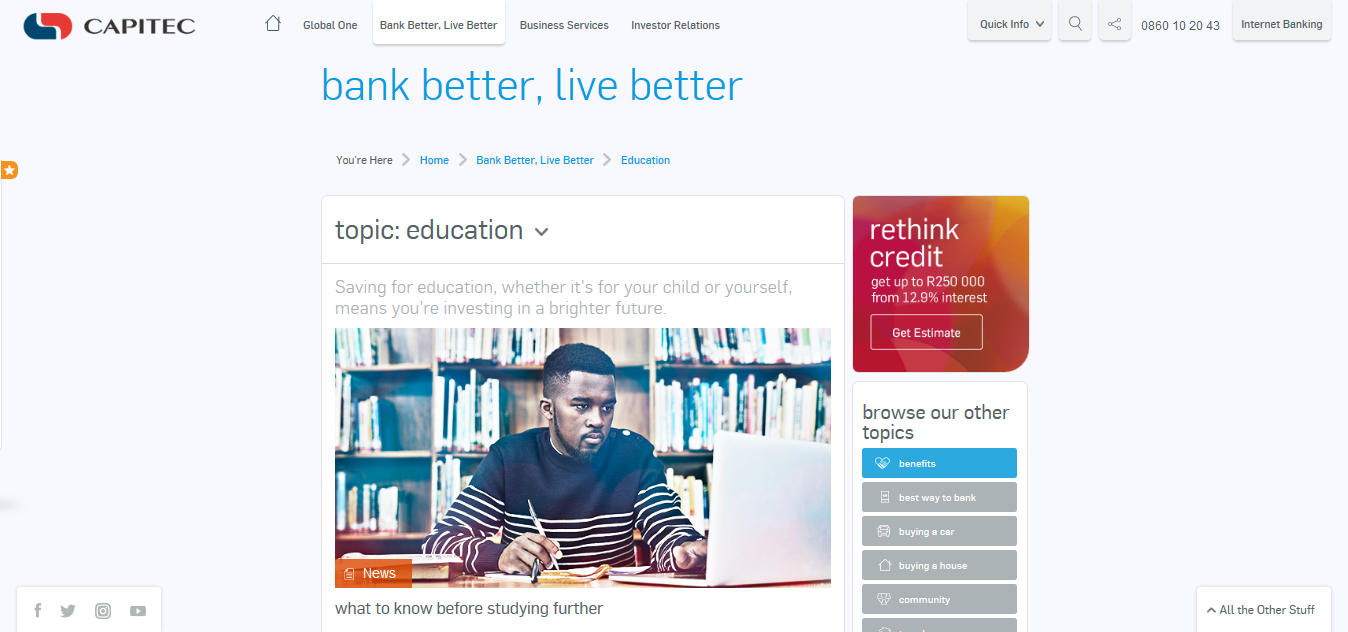 CAPITEC
Global One
Bank Better, Live Better
Business Services
Investor Relations
Quick Info
0860 10 20 43
Internet Banking
bank better, live better
You're Here
Home
Bank Better, Live Better
Education
topic: education
Saving for education, whether it's for your child or yourself,
means you're investing in a brighter future.
News
what to know before studying further
rethink
credit
get up to R250 000
from 12.9% interest
Get Estimate
browse our other
topics
benefits
best way to bank
buying a car
buying a house
community
All the Other Stuff